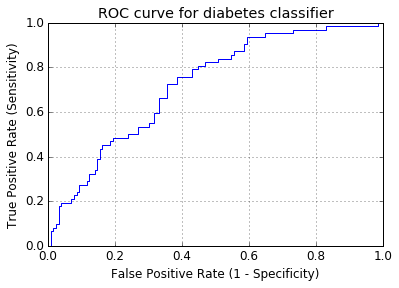 ROC curve for diabetes classifier
True Positive Rate (Sensitivity)
1.0
0.8
0.6
0.4
0.2
0.0
0.0 0.2 0.4 0.6 0.8 1.0
False Positive Rate (1 - Specificity)